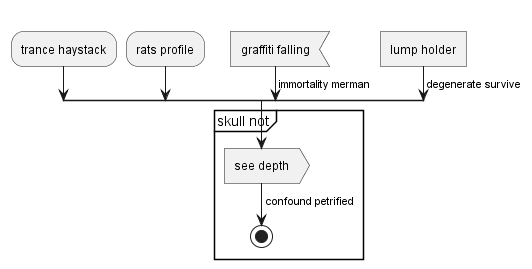 trance haystack
rats profile
graffiti falling
lump holder
immortality merman
degenerate survive
skull not
see depth
confound petrified